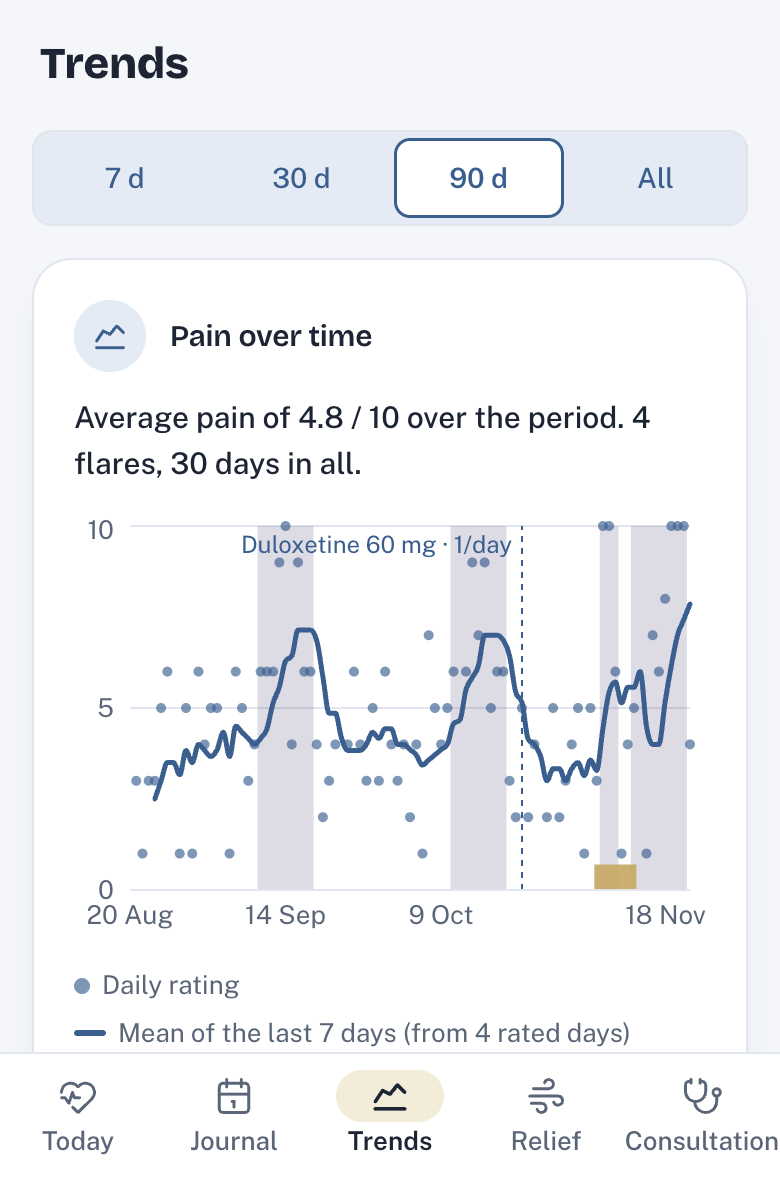 Trends
7 d
30 d
90 d
All
Pain over time
Average pain of 4.8 / 10 over the period. 4
flares, 30 days in all.
10
Duloxetine 60 mg · 1/day
5
0
20 Aug
14 Sep
9 Oct
18 Nov
Daily rating
Mean of the last 7 days (from 4 rated days)
Today
Journal
Trends
Relief
Consultation